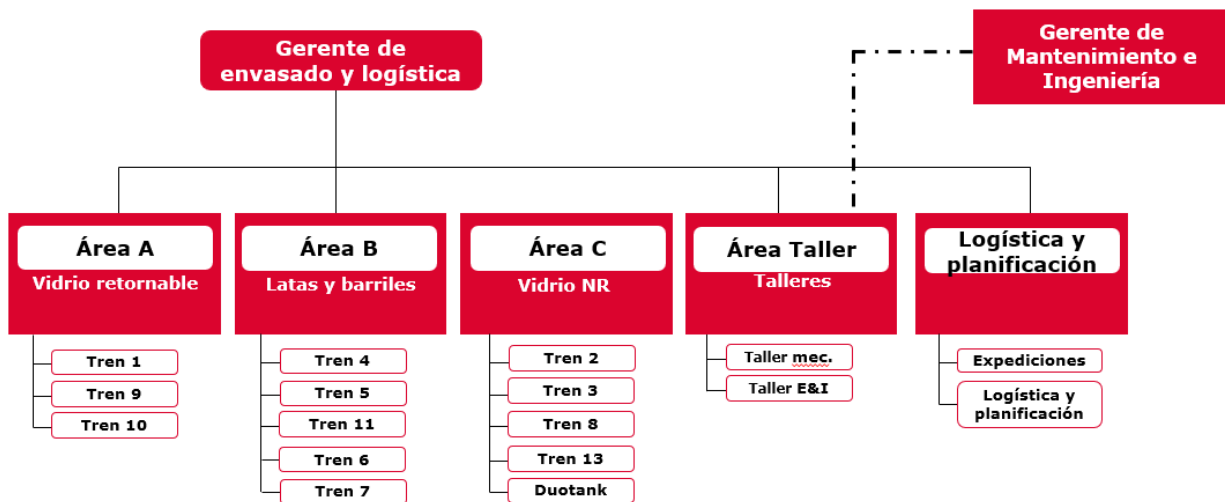 Gerente de
envasado y logística
Gerente de
Mantenimiento e
Ingeniería
Área A
Vidrio retornable
Tren 1
Tren 9
Tren 10
Área B
Latas y barriles
Tren 4
Tren 5
Tren 11
Tren 6
Tren 7
Área C
Vidrio NR
Tren 2
Tren 3
Tren 8
Tren 13
Duotank
Área Taller
Talleres
Taller mec.
Taller E&I
Logística y
planificación
Expediciones
Logística y
planificación